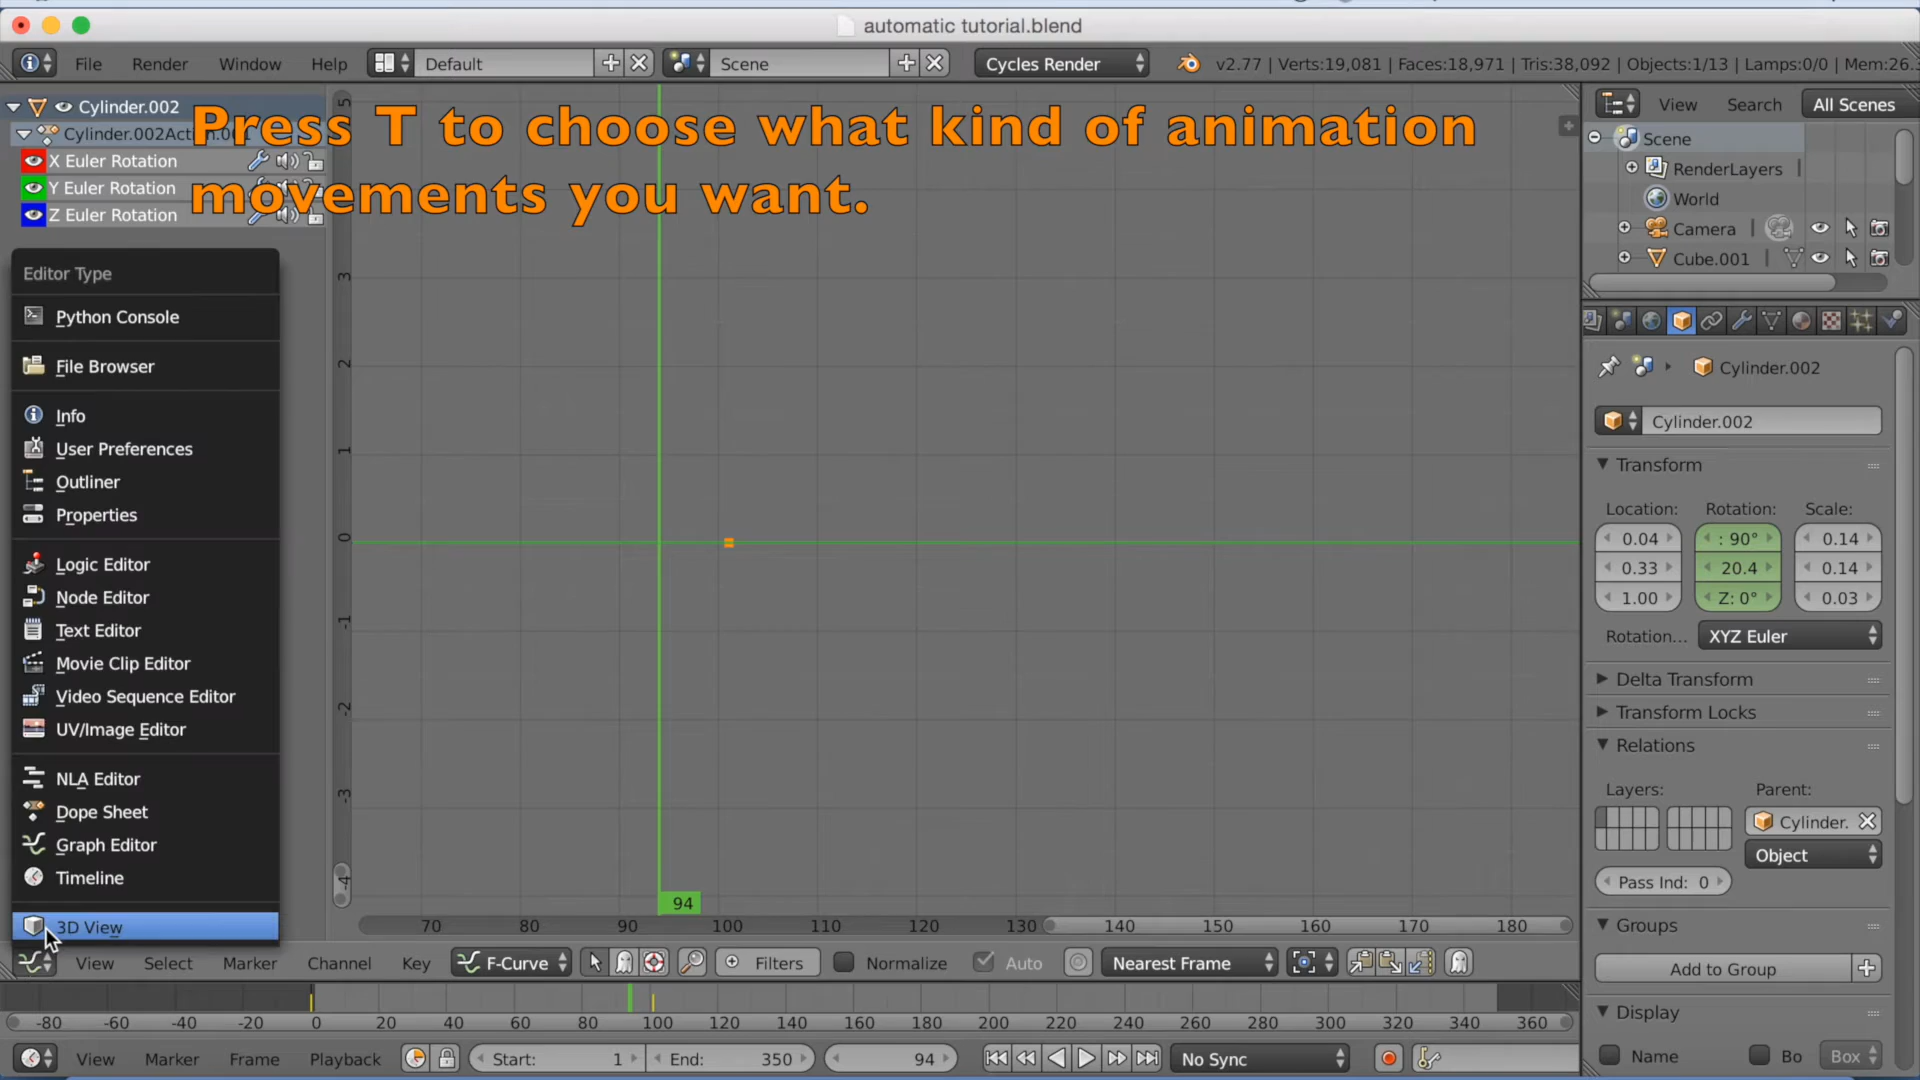 automatic tutorial.blend
File Render Window Help Default Scene Cycles Render v2.77 | Verts:19,081 | Faces:18,971 | Tris:38,092 | Objects:1/13 | Lamps:0/0 | Mem:26.
Cylinder.002
Cylinder.002Acti
X Euler Rotation
Y Euler Rotation
Z Euler Rotation
Press T to choose what kind of animation
movements you want.
Editor Type
Python Console
File Browser
Info
User Preferences
Outliner
Properties
Logic Editor
Node Editor
Text Editor
Movie Clip Editor
Video Sequence Editor
UV/Image Editor
NLA Editor
Dope Sheet
Graph Editor
Timeline
3D View
5
3
2
1
0
-1
-2
-3
-4
94
70 80 90 100 110 120 130 140 150 160 170 180
View Select Marker Channel Key F-Curve Filters Normalize Auto Nearest Frame
-80 -60 -40 -20 0 20 40 60 80 100 120 140 160 180 200 220 240 260 280 300 320 340 360
View Marker Frame Playback Start: 1 End: 350 94 No Sync
View Search All Scenes
Scene
RenderLayers
World
Camera
Cube.001
Cylinder.002
Cylinder.002
Transform
Location: Rotation: Scale:
0.04 : 90° 0.14
0.33 20.4 0.14
1.00 Z: 0° 0.03
Rotation... XYZ Euler
Delta Transform
Transform Locks
Relations
Layers: Parent:
Cylinder.
Object
Pass Ind: 0
Groups
Add to Group
Display
Name Bo Box